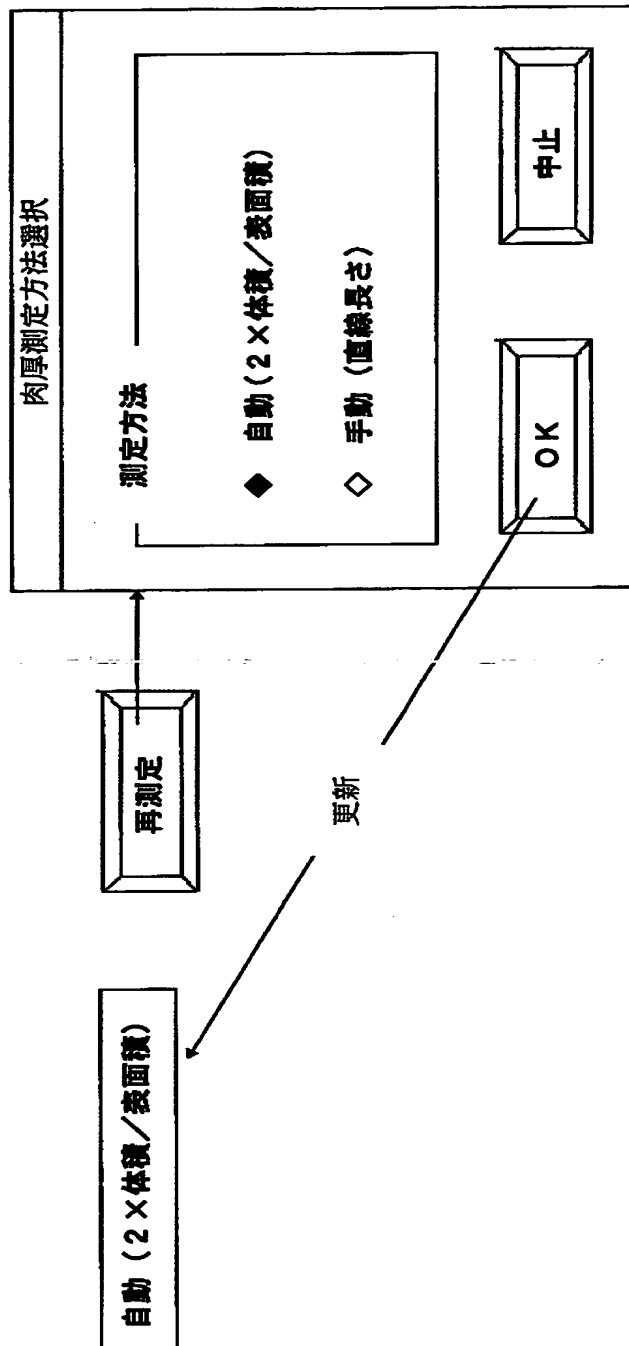 自動（２×体積／表面積）
再測定
更新
肉厚測定方法選択
測定方法
◆ 自動（２×体積／表面積）
◇ 手動（直線長さ）
ＯＫ
中止